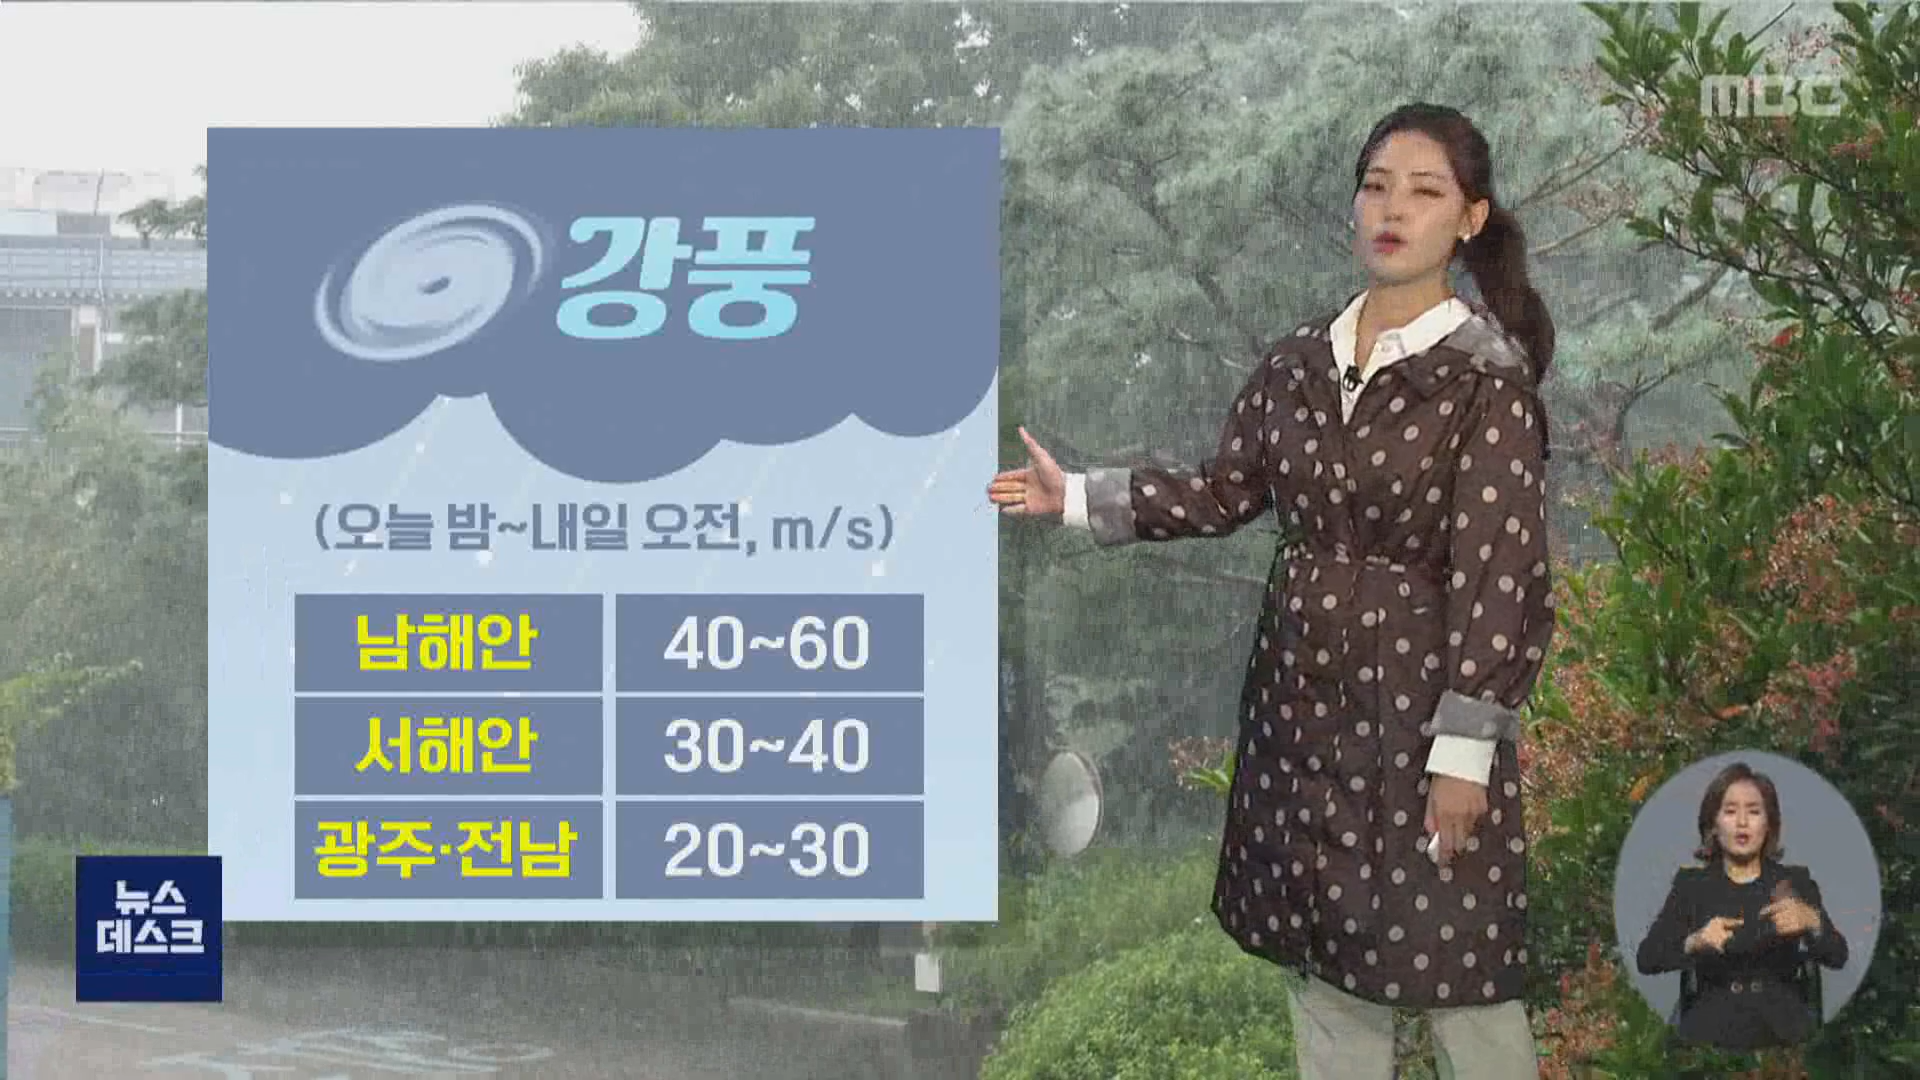 MBC
강풍
(오늘 밤~내일 오전, m/s)
남해안 40~60
서해안 30~40
광주·전남 20~30
뉴스
데스크